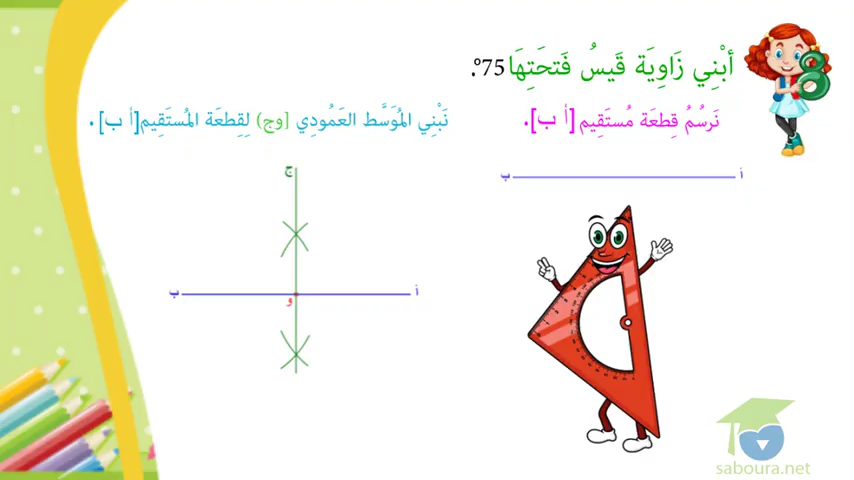 أبْنِي زَاوِيَة قَيسُ فَتحَتِهَا 75°.
نَرسُمُ قِطعَة مُستَقِيم [أ ب].
ب
أ
نَبْنِي المُوَسَّط العَمُودِي [وج) لِقِطعَة المُستَقِيم[أ ب] .
ج
ب
أ
و
saboura.net